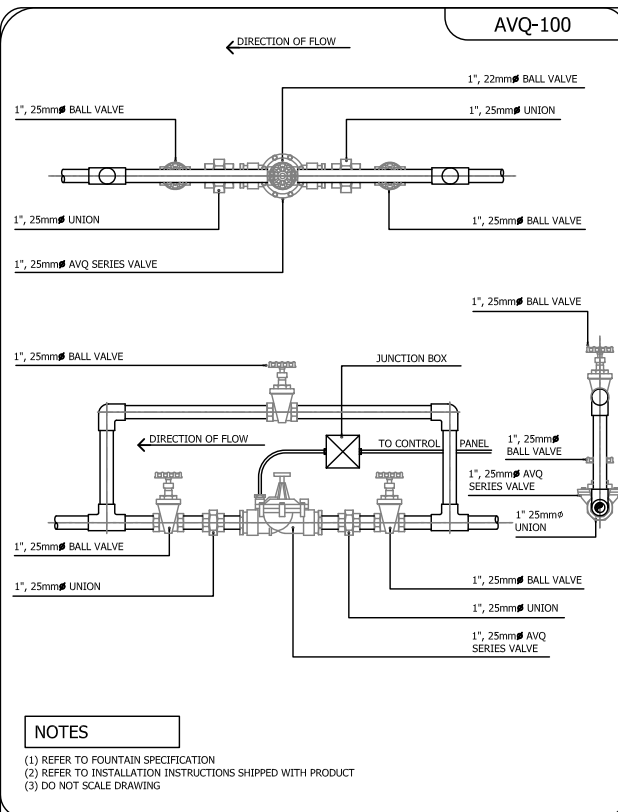 AVQ-100
DIRECTION OF FLOW
1", 22mmø BALL VALVE
1", 25mmø BALL VALVE
1", 25mmø UNION
1", 25mmø UNION
1", 25mmø BALL VALVE
1", 25mmø AVQ SERIES VALVE
1", 25mmø BALL VALVE
1", 25mmø BALL VALVE
JUNCTION BOX
DIRECTION OF FLOW
TO CONTROL PANEL
1", 25mmø
BALL VALVE
1", 25mmø AVQ
SERIES VALVE
1" 25mmø
UNION
1", 25mmø BALL VALVE
1", 25mmø UNION
1", 25mmø BALL VALVE
1", 25mmø UNION
1", 25mmø AVQ
SERIES VALVE
NOTES
(1) REFER TO FOUNTAIN SPECIFICATION
(2) REFER TO INSTALLATION INSTRUCTIONS SHIPPED WITH PRODUCT
(3) DO NOT SCALE DRAWING